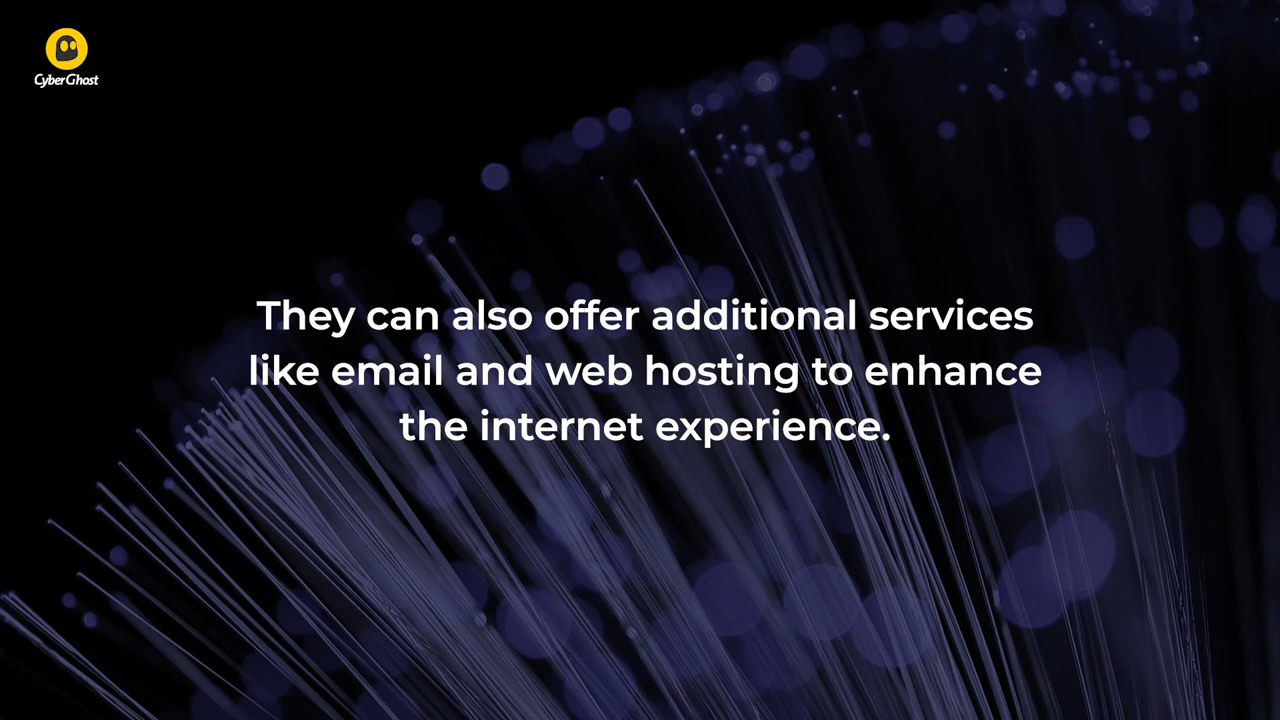 CyberGhost
They can also offer additional services
like email and web hosting to enhance
the internet experience.